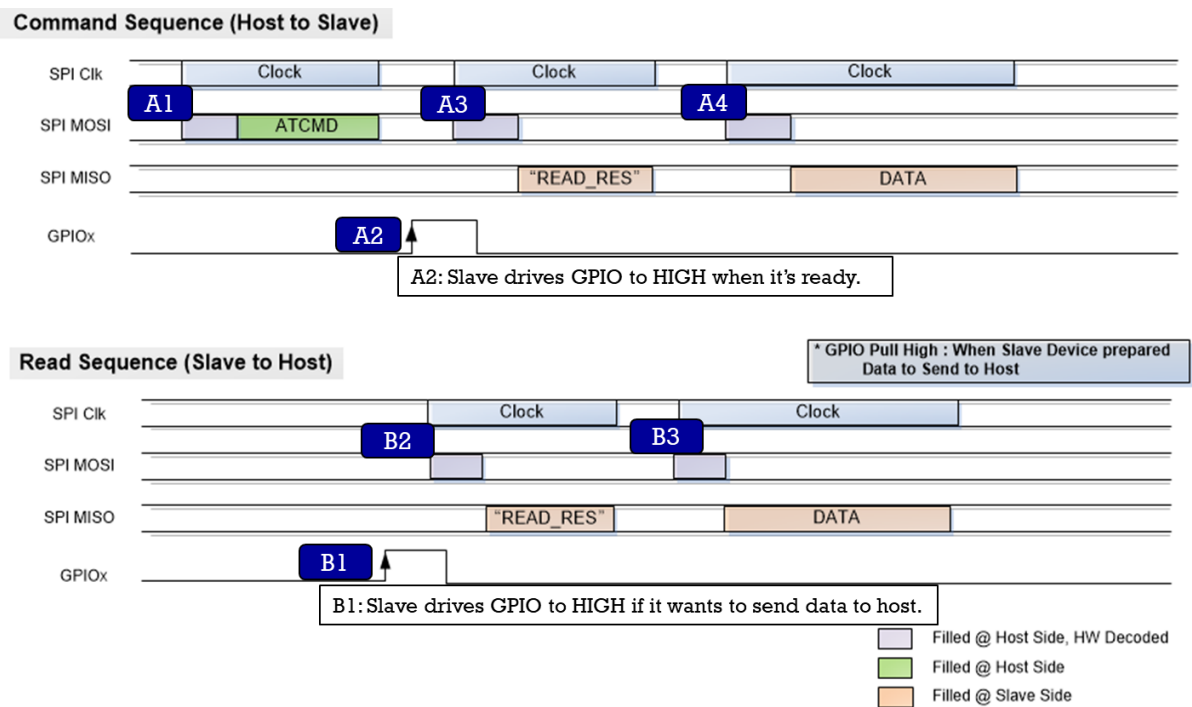 Command Sequence (Host to Slave)
SPI Clk
Clock
Clock
Clock
A1
A3
A4
SPI MOSI
ATCMD
SPI MISO
“READ_RES”
DATA
A2
GPIOx
A2: Slave drives GPIO to HIGH when it’s ready.
Read Sequence (Slave to Host)
* GPIO Pull High : When Slave Device prepared
Data to Send to Host
SPI Clk
Clock
Clock
B2
B3
SPI MOSI
SPI MISO
“READ_RES”
DATA
B1
GPIOx
B1: Slave drives GPIO to HIGH if it wants to send data to host.
Filled @ Host Side, HW Decoded
Filled @ Host Side
Filled @ Slave Side